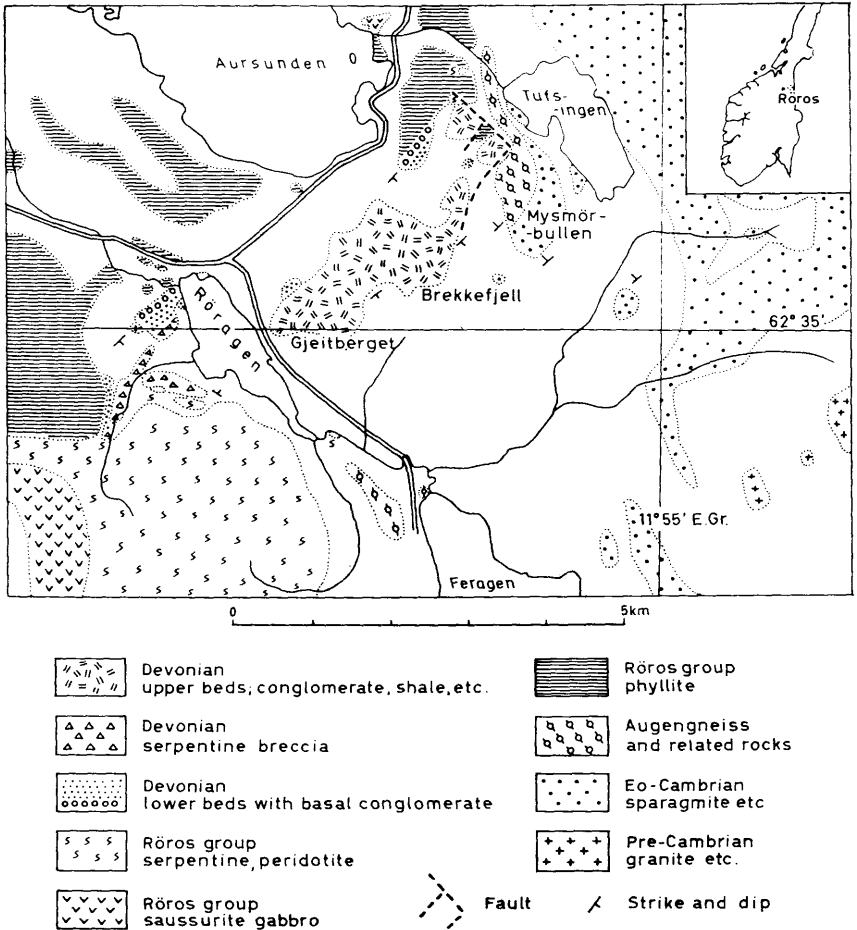 Aursunden
Tufs-
-ingen
Röros
Mysmör-
-bullen
Brekkefjell
Röragen
62° 35'
Gjeitberget
11°55' E.Gr.
Feragen
0
5km
Devonian
upper beds; conglomerate, shale, etc.
Devonian
serpentine breccia
Devonian
lower beds with basal conglomerate
Röros group
serpentine, peridotite
Röros group
saussurite gabbro
Röros group
phyllite
Augengneiss
and related rocks
Eo-Cambrian
sparagmite etc
Pre-Cambrian
granite etc.
Fault
Strike and dip